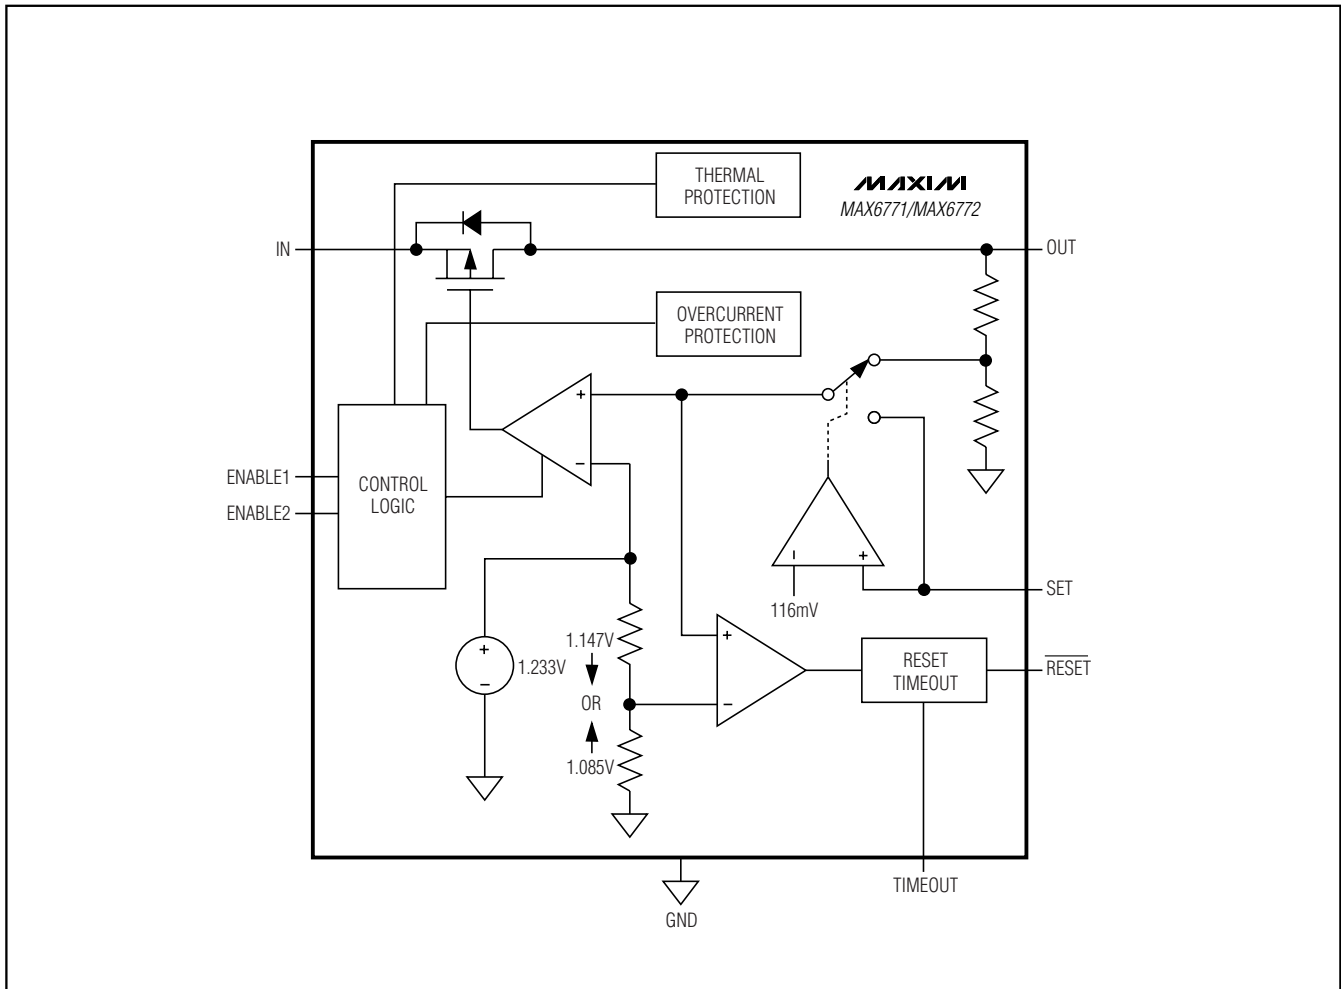 THERMAL
PROTECTION
MAXIM
MAX6771/MAX6772
IN
OUT
OVERCURRENT
PROTECTION
+
−
ENABLE1
ENABLE2
CONTROL
LOGIC
− +
116mV
SET
+
−
1.233V
1.147V
OR
1.085V
+
−
RESET
TIMEOUT
RESET
TIMEOUT
GND